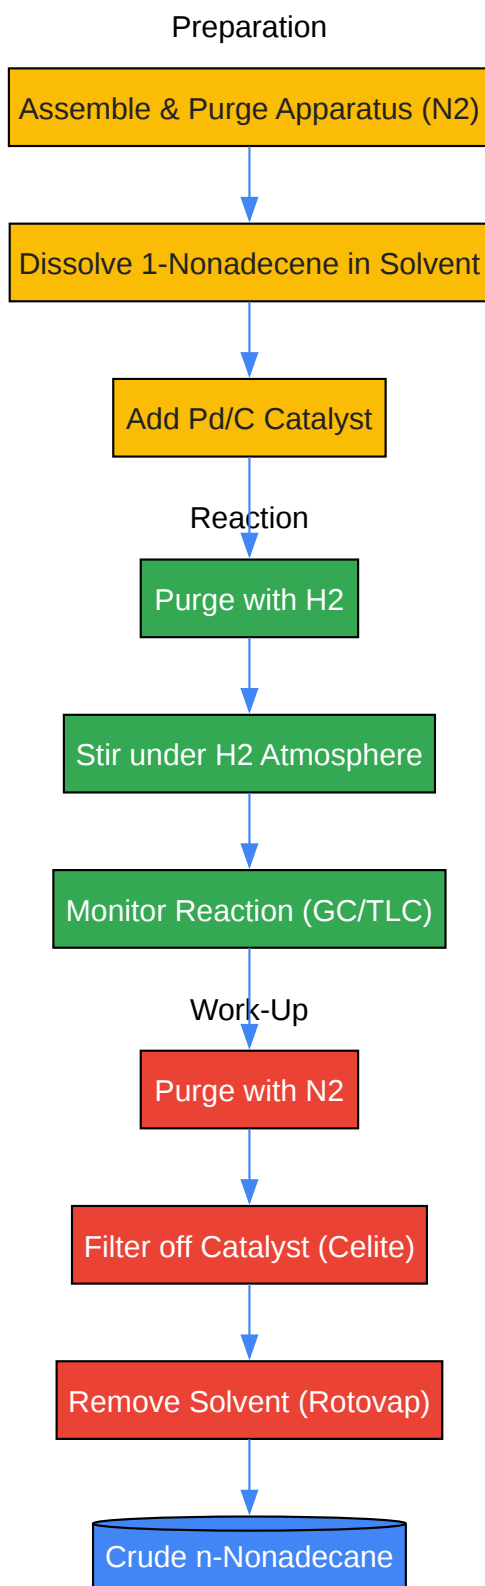 Preparation
Assemble & Purge Apparatus (N2)
Dissolve 1-Nonadecene in Solvent
Add Pd/C Catalyst
Reaction
Purge with H2
Stir under H2 Atmosphere
Monitor Reaction (GC/TLC)
Work-Up
Purge with N2
Filter off Catalyst (Celite)
Remove Solvent (Rotovap)
Crude n-Nonadecane